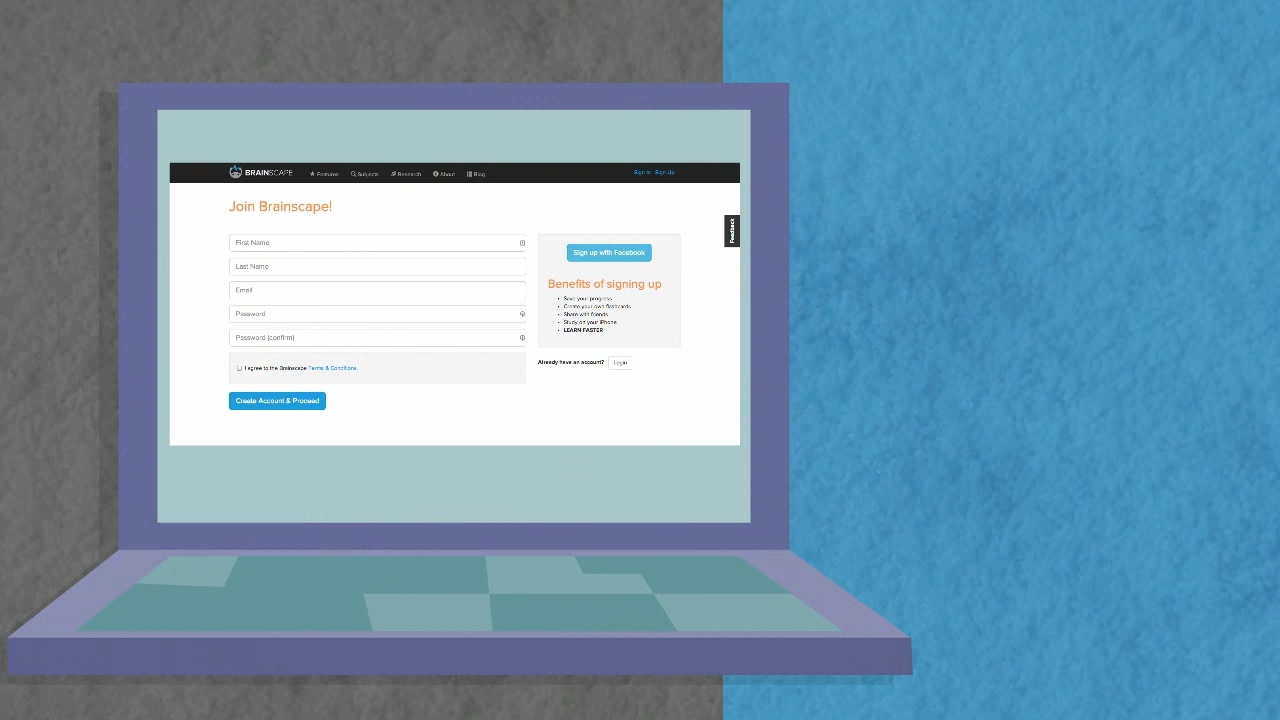 BRAINSCAPE Features Subjects Research About Blog Sign In Sign Up
Join Brainscape!
Feedback
First Name
Last Name
Email
Password
Password (confirm)
I agree to the Brainscape Terms & Conditions.
Create Account & Proceed
Sign up with Facebook
Benefits of signing up
• Save your progress
• Create your own flashcards
• Share with friends
• Study on your iPhone
• LEARN FASTER
Already have an account? Login